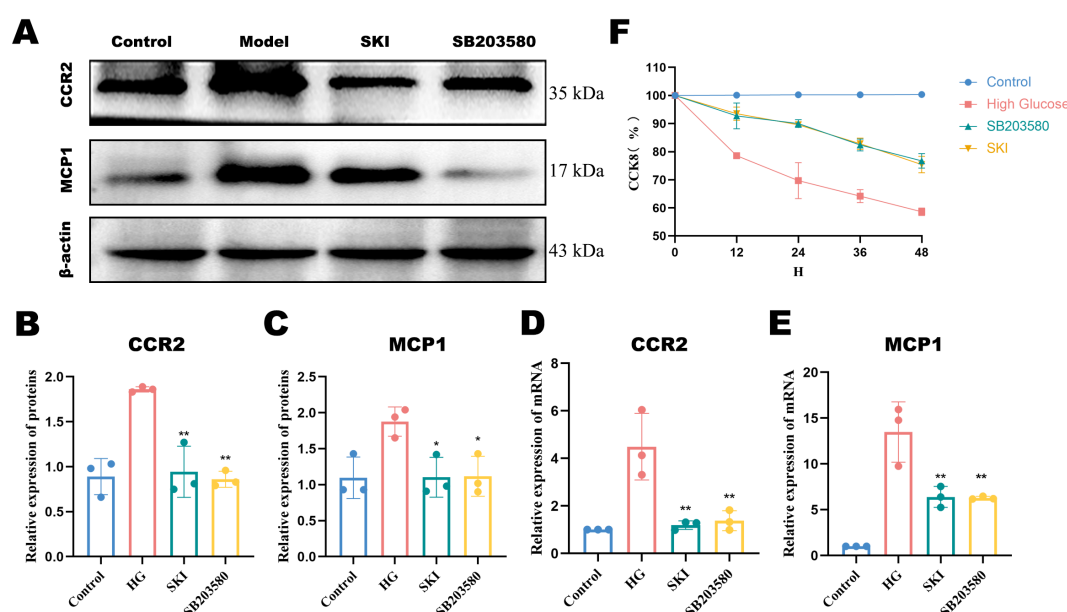 A
Control Model SKI SB203580
CCR2
35 kDa
MCP1
17 kDa
β-actin
43 kDa
F
CCK8（ %）
110
100
90
80
70
60
50
0 12 24 36 48
H
Control
High Glucose
SB203580
SKI
B
CCR2
Relative expression of proteins
2.0
1.5
1.0
0.5
0.0
**
**
Control HG SKI SB203580
C
MCP1
Relative expression of proteins
2.5
2.0
1.5
1.0
0.5
0.0
*
*
Control HG SKI SB203580
D
CCR2
Relative expression of mRNA
8
6
4
2
0
**
**
Control HG SKI SB203580
E
MCP1
Relative expression of mRNA
20
15
10
5
0
**
**
Control HG SKI SB203580